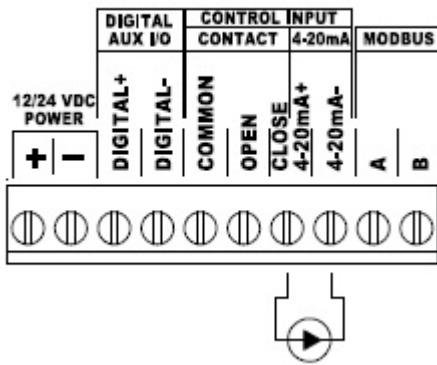 DIGITAL
AUX I/O
CONTROL INPUT
CONTACT
4-20mA
MODBUS
12/24 VDC
POWER
+
−
DIGITAL+
DIGITAL-
COMMON
OPEN
CLOSE
4-20mA+
4-20mA-
A
B